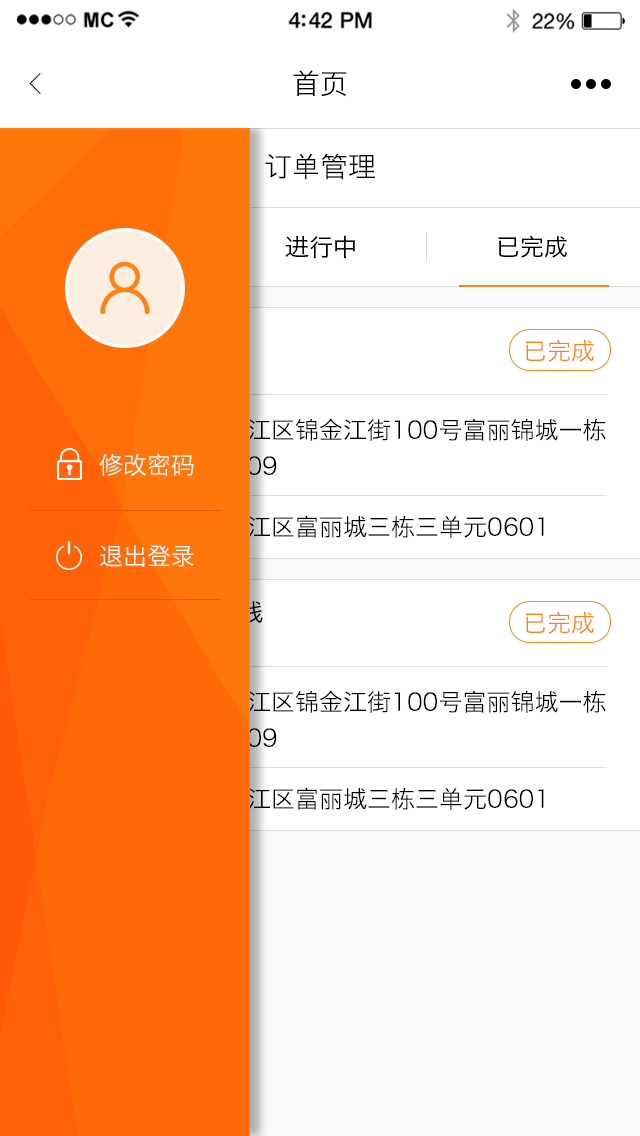 MC 4:42 PM 22%
首页
订单管理
进行中 已完成
已完成
江区锦金江街100号富丽锦城一栋
09
江区富丽城三栋三单元0601
线 已完成
江区锦金江街100号富丽锦城一栋
09
江区富丽城三栋三单元0601
修改密码
退出登录